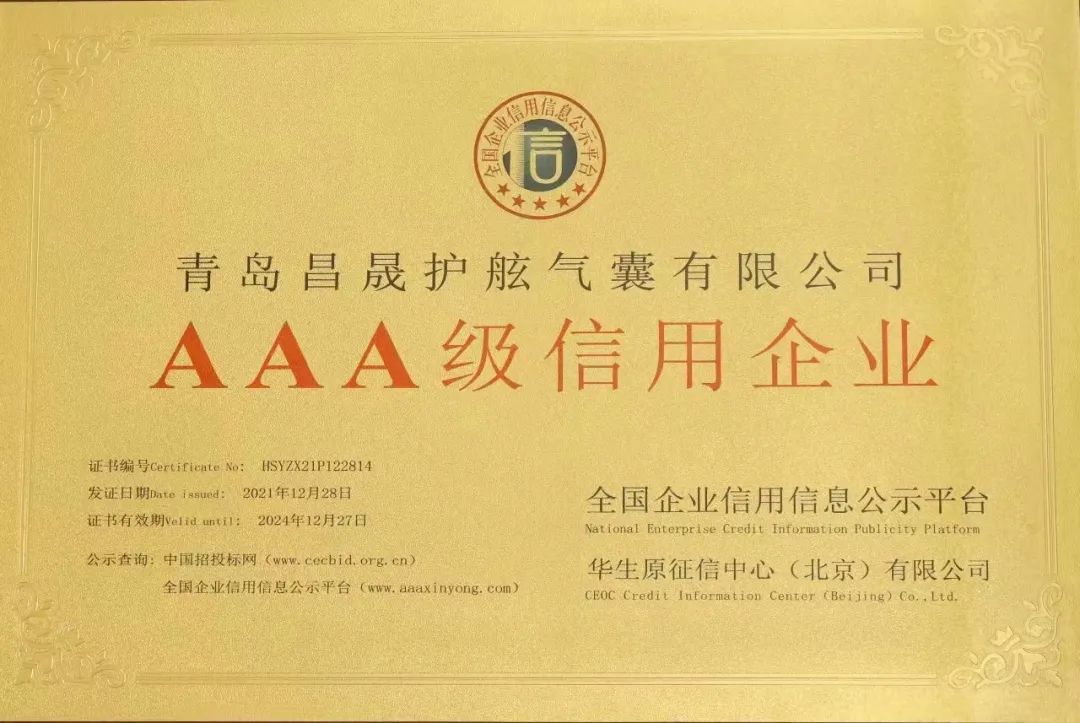 全国企业信用信息公示平台
信
青岛昌晟护舷气囊有限公司
AAA级信用企业
证书编号Certificate No: HSYZX21P122814
发证日期Date issued: 2021年12月28日
证书有效期Velid until: 2024年12月27日
公示查询: 中国招投标网（www.cecbid.org.cn）
全国企业信用信息公示平台（www.aaaxinyong.com）
全国企业信用信息公示平台
National Enterprise Credit Information Publicity Platform
华生原征信中心（北京）有限公司
CEOC Credit Information Center（Beijing）Co.,Ltd.